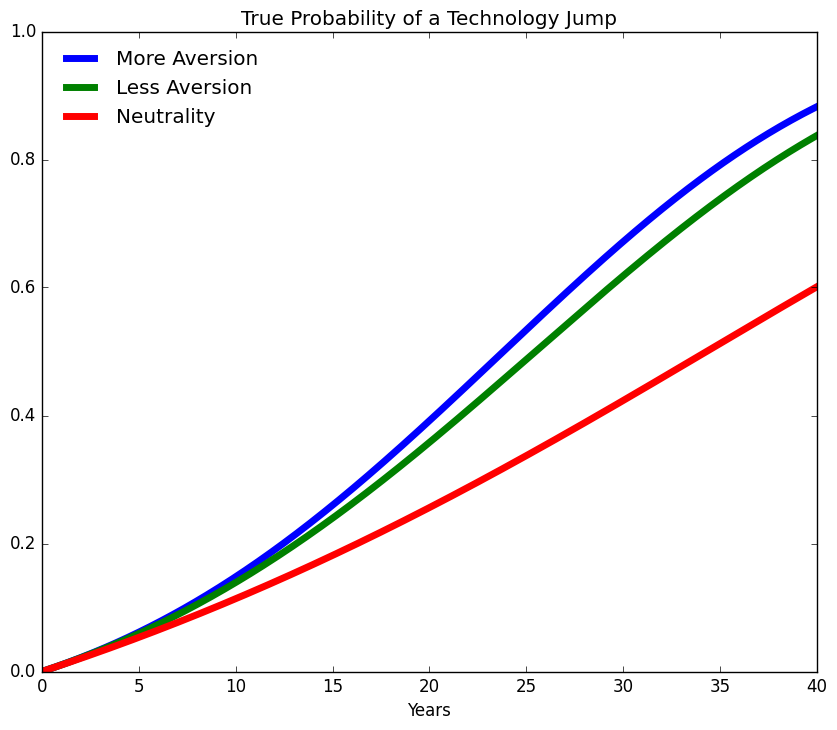 True Probability of a Technology Jump
1.0
0.8
0.6
0.4
0.2
0.0
More Aversion
Less Aversion
Neutrality
0 5 10 15 20 25 30 35 40
Years